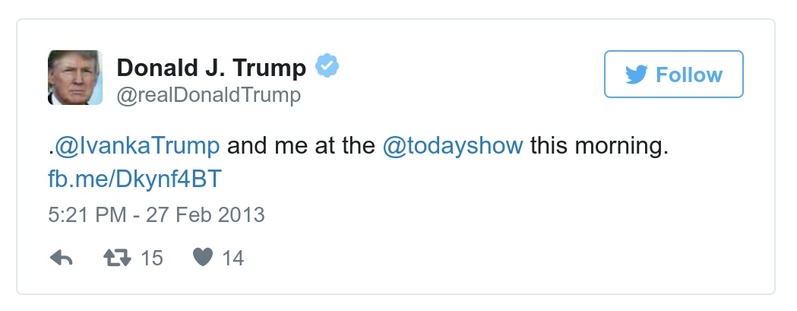 Donald J. Trump
@realDonaldTrump
Follow
.@IvankaTrump and me at the @todayshow this morning.
fb.me/Dkynf4BT
5:21 PM - 27 Feb 2013
15 14